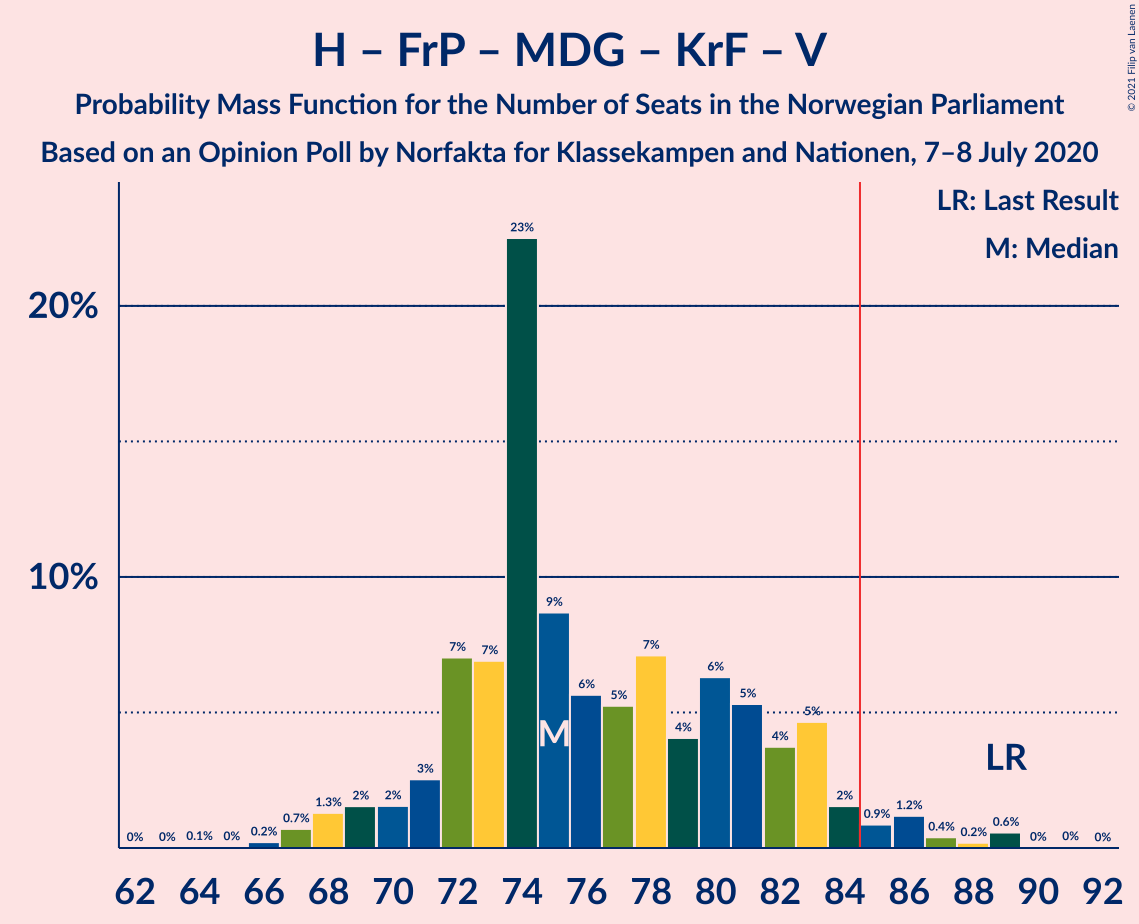 H – FrP – MDG – KrF – V
Probability Mass Function for the Number of Seats in the Norwegian Parliament
Based on an Opinion Poll by Norfakta for Klassekampen and Nationen, 7–8 July 2020
© 2021 Filip van Laenen
LR: Last Result
M: Median
20%
10%
0% 0% 0.1% 0% 0.2% 0.7% 1.3% 2% 2% 3% 7% 7% 23% 9% 6% 5% 7% 4% 6% 5% 4% 5% 2% 0.9% 1.2% 0.4% 0.2% 0.6% 0% 0% 0%
M
LR
62 64 66 68 70 72 74 76 78 80 82 84 86 88 90 92